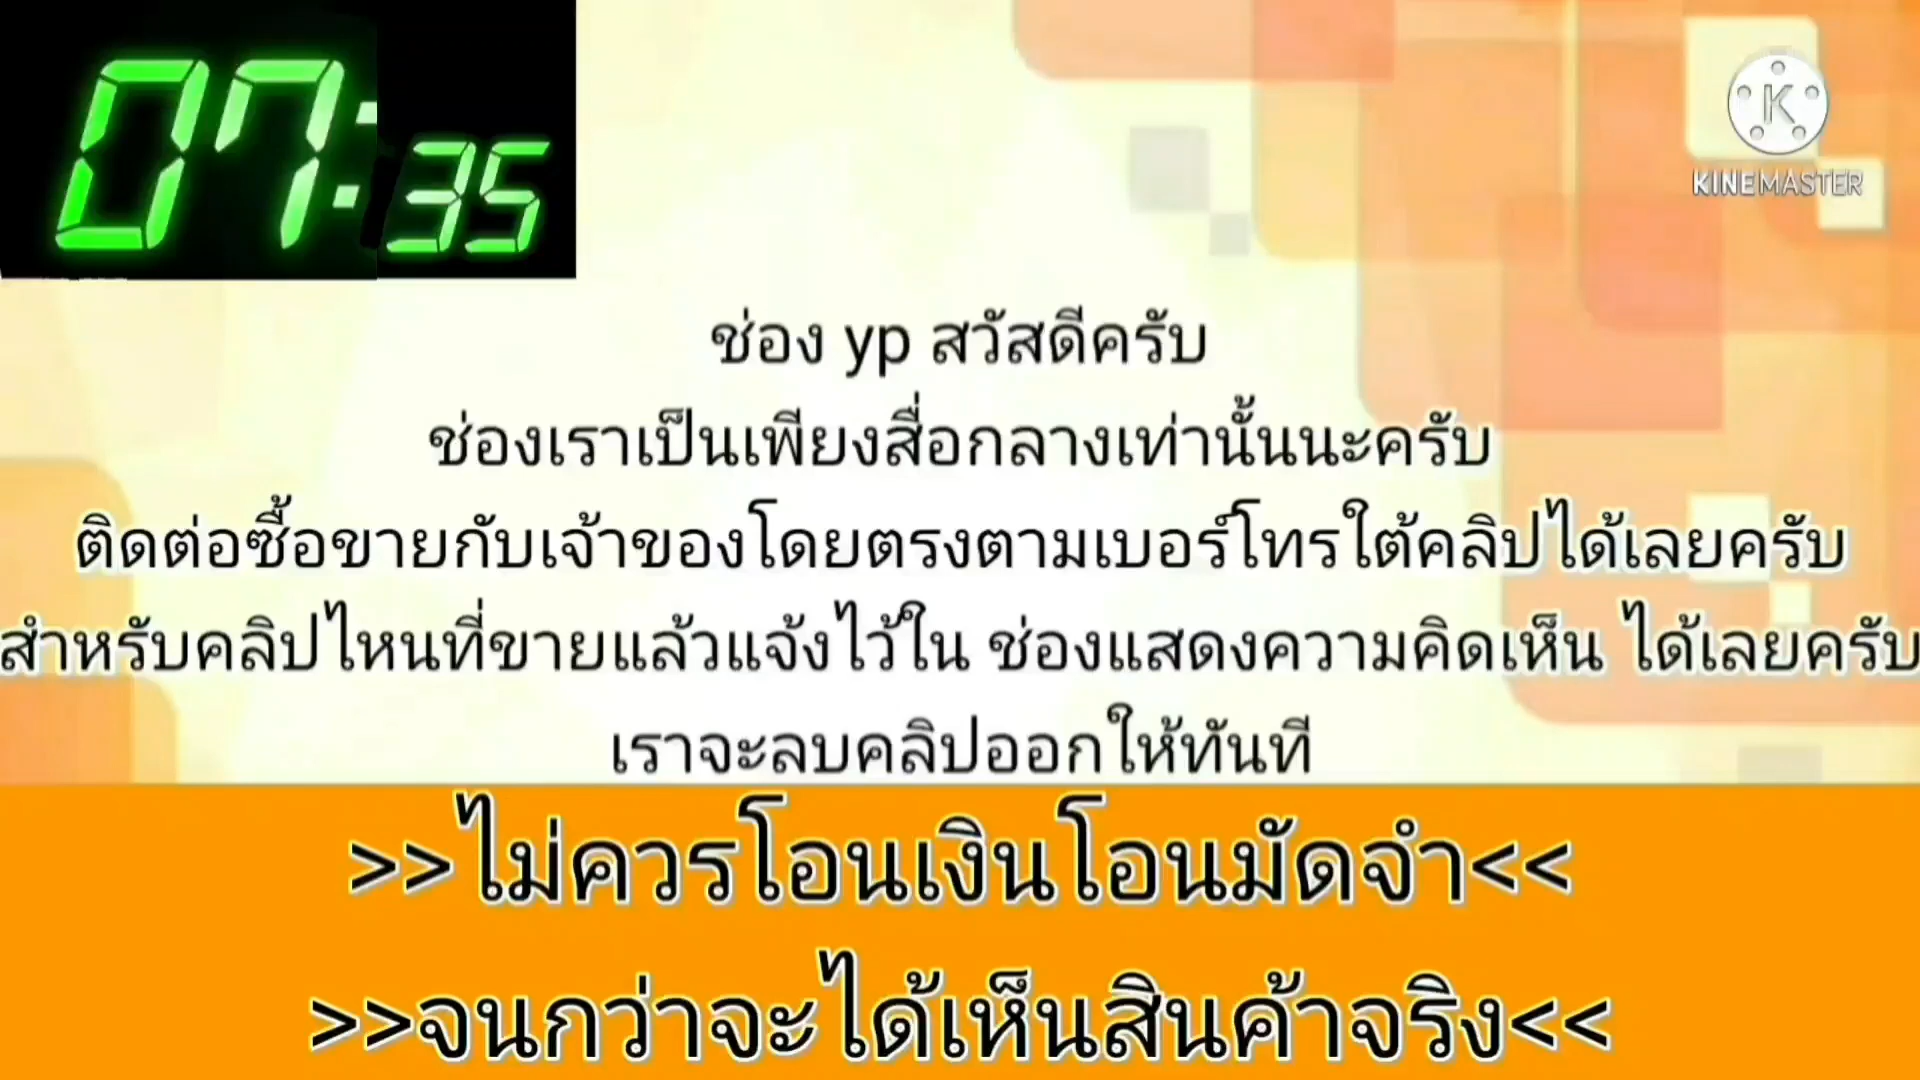 07:35
KINEMASTER
ช่อง yp สวัสดีครับ
ช่องเราเป็นเพียงสื่อกลางเท่านั้นนะครับ
ติดต่อซื้อขายกับเจ้าของโดยตรงตามเบอร์โทรใต้คลิปได้เลยครับ
สำหรับคลิปไหนที่ขายแล้วแจ้งไว้ใน ช่องแสดงความคิดเห็น ได้เลยครับ
เราจะลบคลิปออกให้ทันที
>>ไม่ควรโอนเงินโอนมัดจำ<<
>>จนกว่าจะได้เห็นสินค้าจริง<<